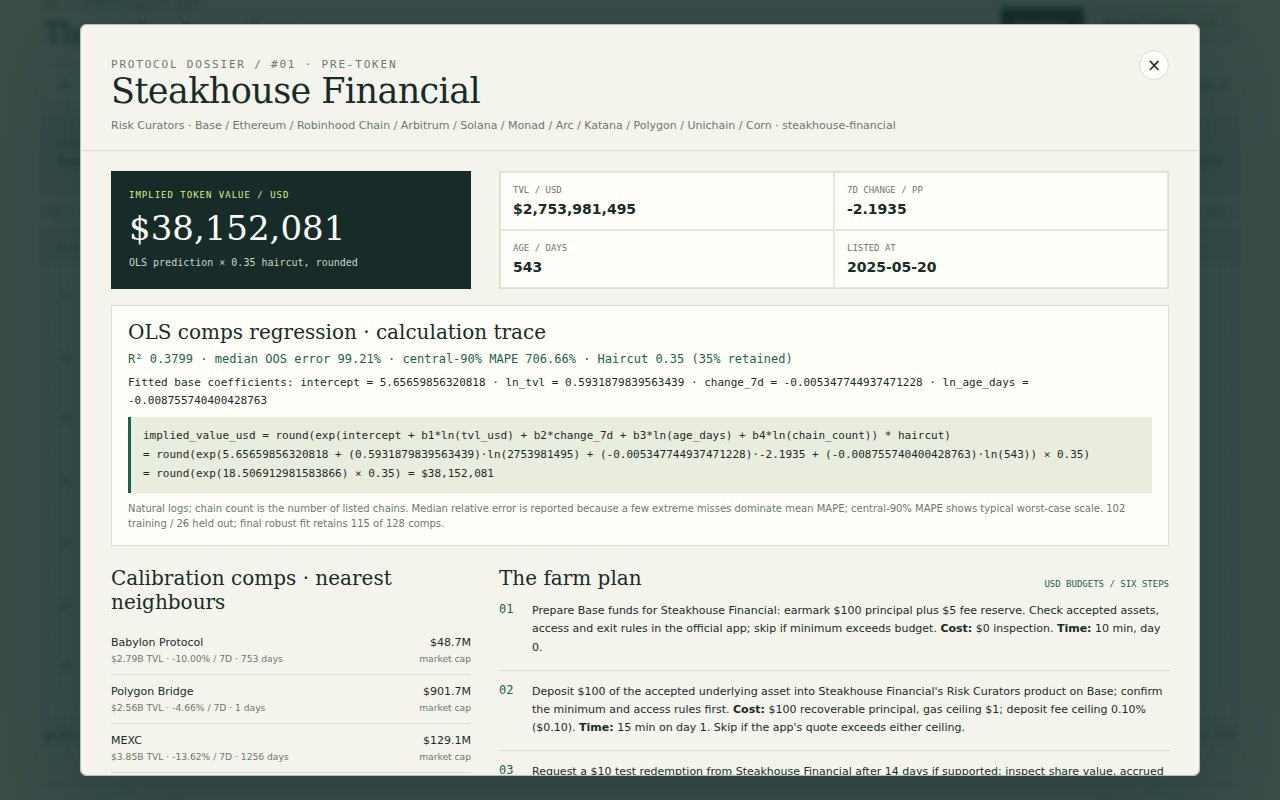 PROTOCOL DOSSIER / #01 · PRE-TOKEN
Steakhouse Financial
Risk Curators · Base / Ethereum / Robinhood Chain / Arbitrum / Solana / Monad / Arc / Katana / Polygon / Unichain / Corn · steakhouse-financial
×
IMPLIED TOKEN VALUE / USD
$38,152,081
OLS prediction × 0.35 haircut, rounded
TVL / USD
$2,753,981,495
7D CHANGE / PP
-2.1935
AGE / DAYS
543
LISTED AT
2025-05-20
OLS comps regression · calculation trace
R² 0.3799 · median OOS error 99.21% · central-90% MAPE 706.66% · Haircut 0.35 (35% retained)
Fitted base coefficients: intercept = 5.65659856320818 · ln_tvl = 0.5931879839563439 · change_7d = -0.005347744937471228 · ln_age_days =
-0.008755740400428763
implied_value_usd = round(exp(intercept + b1*ln(tvl_usd) + b2*change_7d + b3*ln(age_days) + b4*ln(chain_count)) * haircut)
= round(exp(5.65659856320818 + (0.5931879839563439)·ln(2753981495) + (-0.005347744937471228)·-2.1935 + (-0.008755740400428763)·ln(543)) × 0.35)
= round(exp(18.506912981583866) × 0.35) = $38,152,081
Natural logs; chain count is the number of listed chains. Median relative error is reported because a few extreme misses dominate mean MAPE; central-90% MAPE shows typical worst-case scale. 102
training / 26 held out; final robust fit retains 115 of 128 comps.
Calibration comps · nearest
neighbours
Babylon Protocol
$48.7M
$2.79B TVL · -10.00% / 7D · 753 days
market cap
Polygon Bridge
$901.7M
$2.56B TVL · -4.66% / 7D · 1 days
market cap
MEXC
$129.1M
$3.85B TVL · -13.62% / 7D · 1256 days
market cap
The farm plan
USD BUDGETS / SIX STEPS
01
Prepare Base funds for Steakhouse Financial: earmark $100 principal plus $5 fee reserve. Check accepted assets,
access and exit rules in the official app; skip if minimum exceeds budget. Cost: $0 inspection. Time: 10 min, day
0.
02
Deposit $100 of the accepted underlying asset into Steakhouse Financial's Risk Curators product on Base; confirm
the minimum and access rules first. Cost: $100 recoverable principal, gas ceiling $1; deposit fee ceiling 0.10%
($0.10). Time: 15 min on day 1. Skip if the app's quote exceeds either ceiling.
03
Request a $10 test redemption from Steakhouse Financial after 14 days if supported; inspect share value, accrued